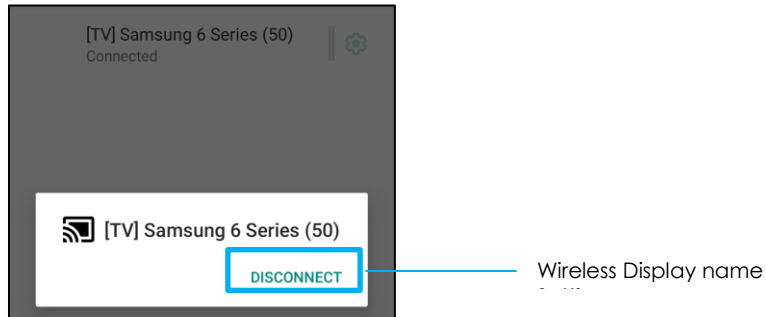 [TV] Samsung 6 Series (50)
Connected
[TV] Samsung 6 Series (50)
DISCONNECT
Wireless Display name